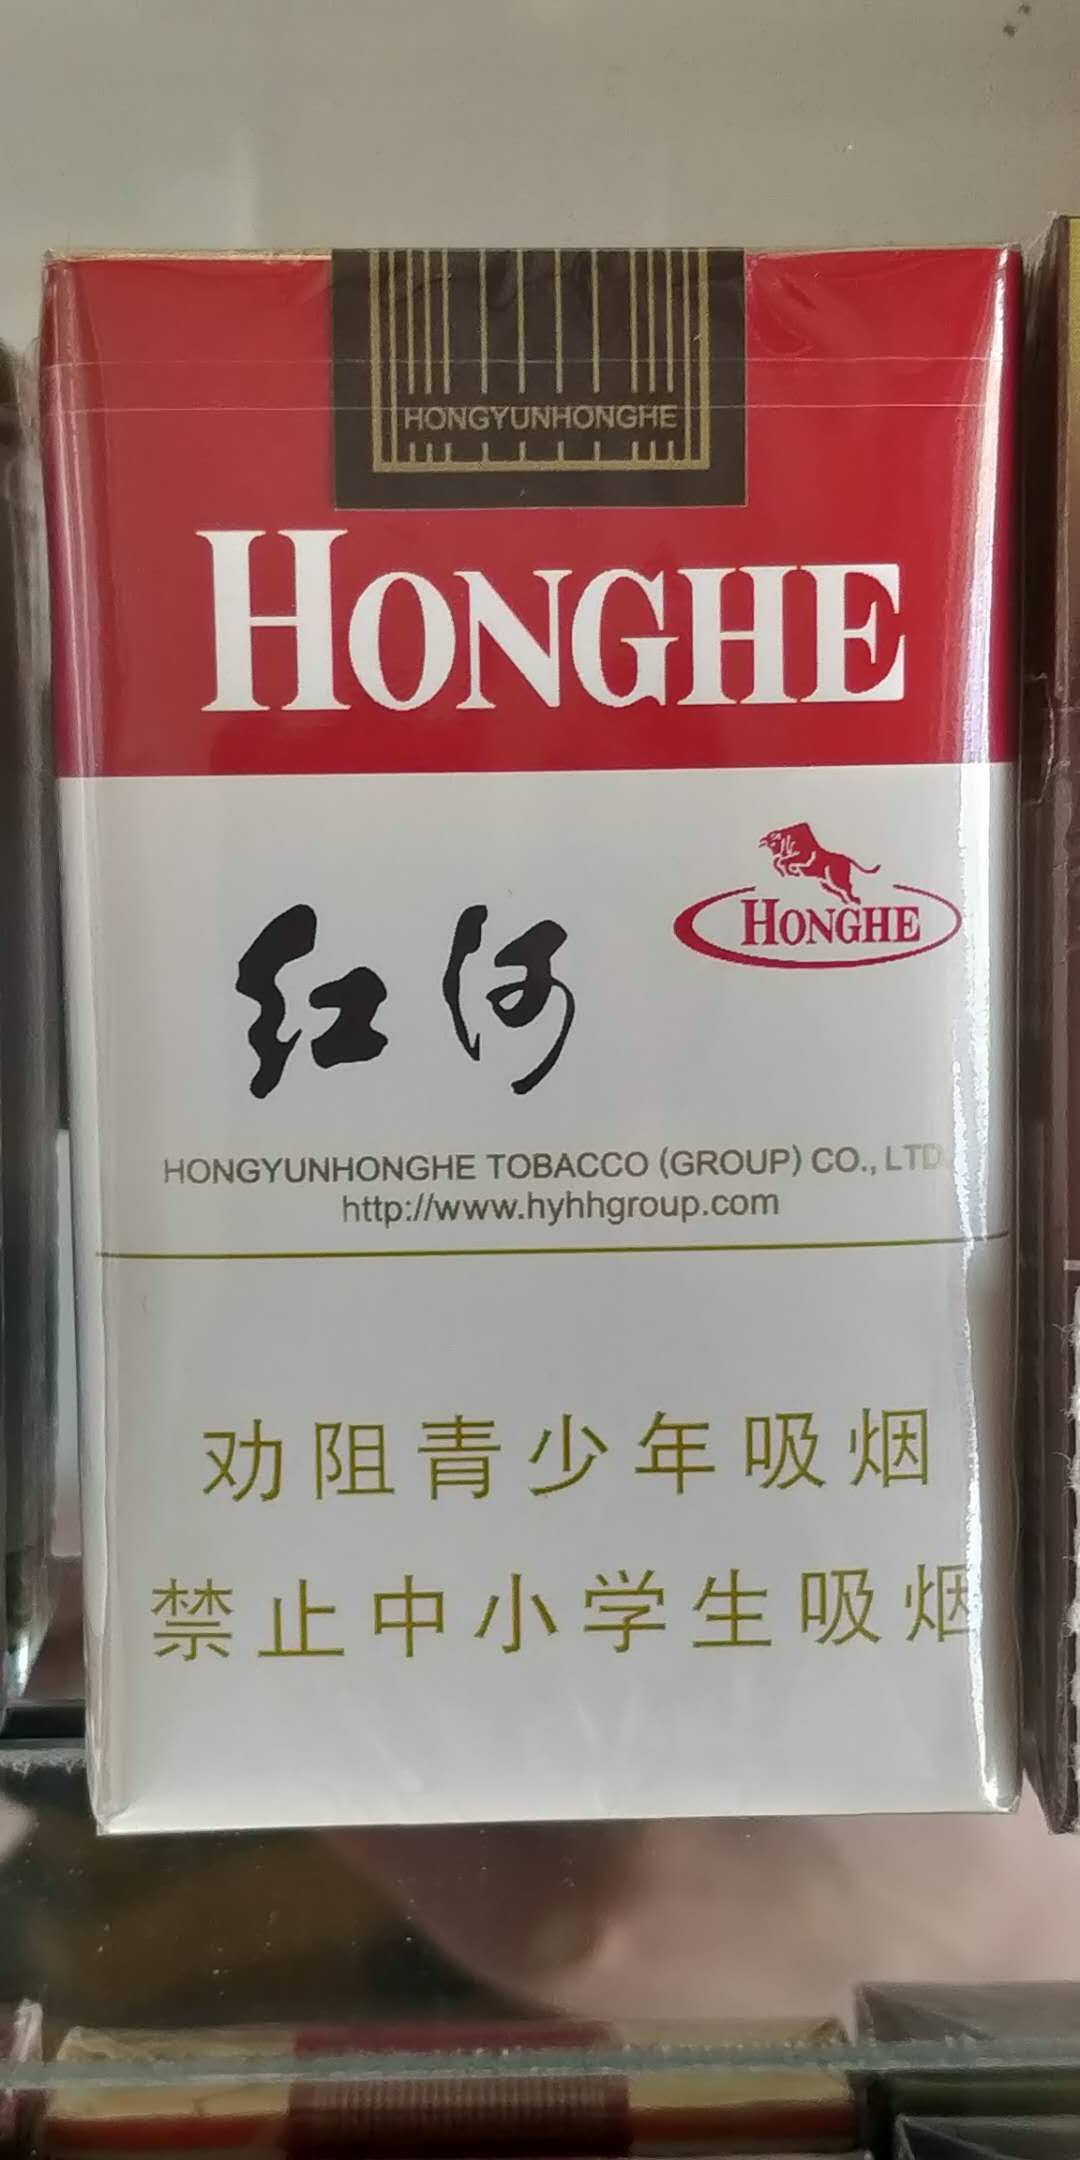 HONGYUNHONGHE
HONGHE
HONGHE
红河
HONGYUNHONGHE TOBACCO (GROUP) CO., LTD.
http://www.hyhhgroup.com
劝阻青少年吸烟
禁止中小学生吸烟